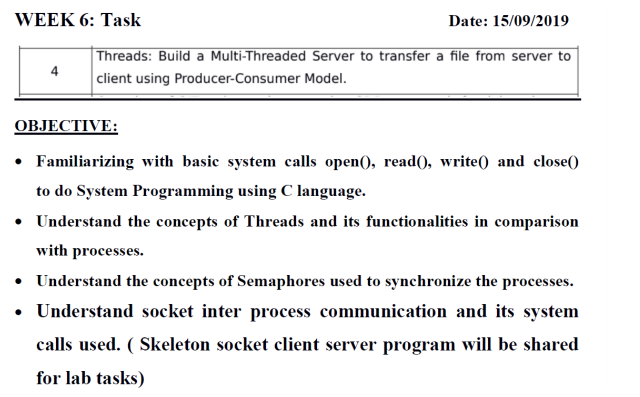 WEEK 6: Task Date: 15/09/2019
4 Threads: Build a Multi-Threaded Server to transfer a file from server to
client using Producer-Consumer Model.
OBJECTIVE:
• Familiarizing with basic system calls open(), read(), write() and close()
to do System Programming using C language.
• Understand the concepts of Threads and its functionalities in comparison
with processes.
• Understand the concepts of Semaphores used to synchronize the processes.
• Understand socket inter process communication and its system
calls used. ( Skeleton socket client server program will be shared
for lab tasks)